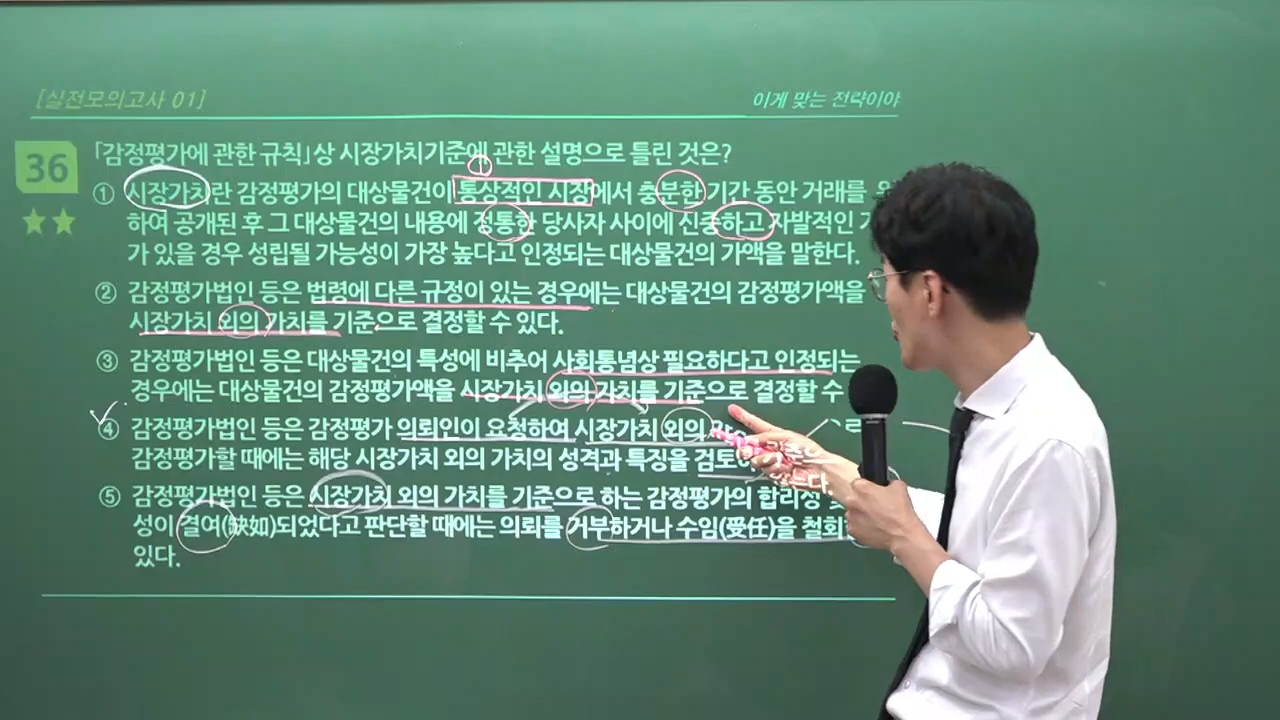 [실전모의고사 01]
이게 맞는 전략이야
36
「감정평가에 관한 규칙」상 시장가치기준에 관한 설명으로 틀린 것은?
①
① 시장가치란 감정평가의 대상물건이 통상적인 시장에서 충분한 기간 동안 거래를
하여 공개된 후 그 대상물건의 내용에 정통한 당사자 사이에 신중하고 자발적인
가 있을 경우 성립될 가능성이 가장 높다고 인정되는 대상물건의 가액을 말한다.
② 감정평가법인 등은 법령에 다른 규정이 있는 경우에는 대상물건의 감정평가액을
시장가치 외의 가치를 기준으로 결정할 수 있다.
③ 감정평가법인 등은 대상물건의 특성에 비추어 사회통념상 필요하다고 인정되는
경우에는 대상물건의 감정평가액을 시장가치 외의 가치를 기준으로 결정할 수
④ 감정평가법인 등은 감정평가 의뢰인이 요청하여 시장가치 외의
감정평가할 때에는 해당 시장가치 외의 가치의 성격과 특징을
⑤ 감정평가법인 등은 시장가치 외의 가치를 기준으로 하는 감정평가의 합리성
성이 결여(缺如)되었다고 판단할 때에는 의뢰를 거부하거나 수임(受任)을
있다.